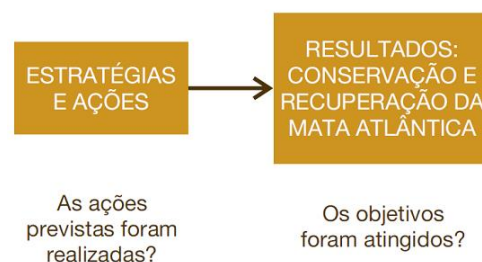 ESTRATÉGIAS
E AÇÕES
RESULTADOS:
CONSERVAÇÃO E
RECUPERAÇÃO DA
MATA ATLÂNTICA
As ações
previstas foram
realizadas?
Os objetivos
foram atingidos?